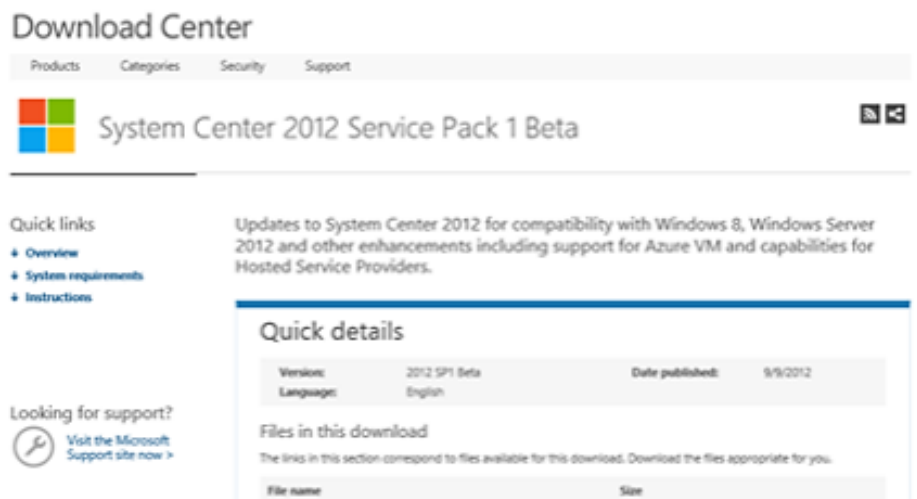 Download Center
Products Categories Security Support
System Center 2012 Service Pack 1 Beta
Quick links
Overview
System requirements
Instructions
Looking for support?
Visit the Microsoft
Support site now >
Updates to System Center 2012 for compatibility with Windows 8, Windows Server
2012 and other enhancements including support for Azure VM and capabilities for
Hosted Service Providers.
Quick details
Version: 2012 SP1 Beta Date published: 9/9/2012
Language: English
Files in this download
The links in this section correspond to files available for this download. Download the files appropriate for you.
File name Size